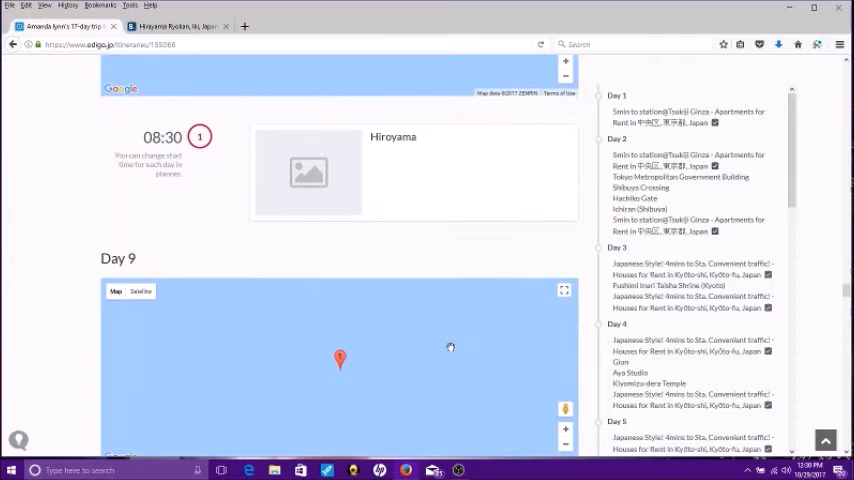 File Edit View History Bookmarks Tools Help
Amanda lynn's 17-day trip
Hirayama Ryoikan, Iki, Japan
https://www.odigo.jp/itineraries/155066
Search
Google
Map data ©2017 ZENRIN
Terms of Use
08:30
1
You can change start
time for each day in
planner.
Hiroyama
Day 9
Map Satellite
1
Day 1
5min to station@Tsukiji Ginza - Apartments for
Rent in 中央区, 東京都, Japan
Day 2
5min to station@Tsukiji Ginza - Apartments for
Rent in 中央区, 東京都, Japan
Tokyo Metropolitan Government Building
Shibuya Crossing
Hachiko Gate
Ichiran (Shibuya)
5min to station@Tsukiji Ginza - Apartments for
Rent in 中央区, 東京都, Japan
Day 3
Japanese Style! 4mins to Sta. Convenient traffic! -
Houses for Rent in Kyōto-shi, Kyōto-fu, Japan
Fushimi Inari Taisha Shrine (Kyoto)
Japanese Style! 4mins to Sta. Convenient traffic! -
Houses for Rent in Kyōto-shi, Kyōto-fu, Japan
Day 4
Japanese Style! 4mins to Sta. Convenient traffic! -
Houses for Rent in Kyōto-shi, Kyōto-fu, Japan
Gion
Aya Studio
Kiyomizu-dera Temple
Japanese Style! 4mins to Sta. Convenient traffic! -
Houses for Rent in Kyōto-shi, Kyōto-fu, Japan
Day 5
Japanese Style! 4mins to Sta. Convenient traffic! -
Houses for Rent in Kyōto-shi, Kyōto-fu, Japan
Type here to search
12:30 PM
10/29/2017